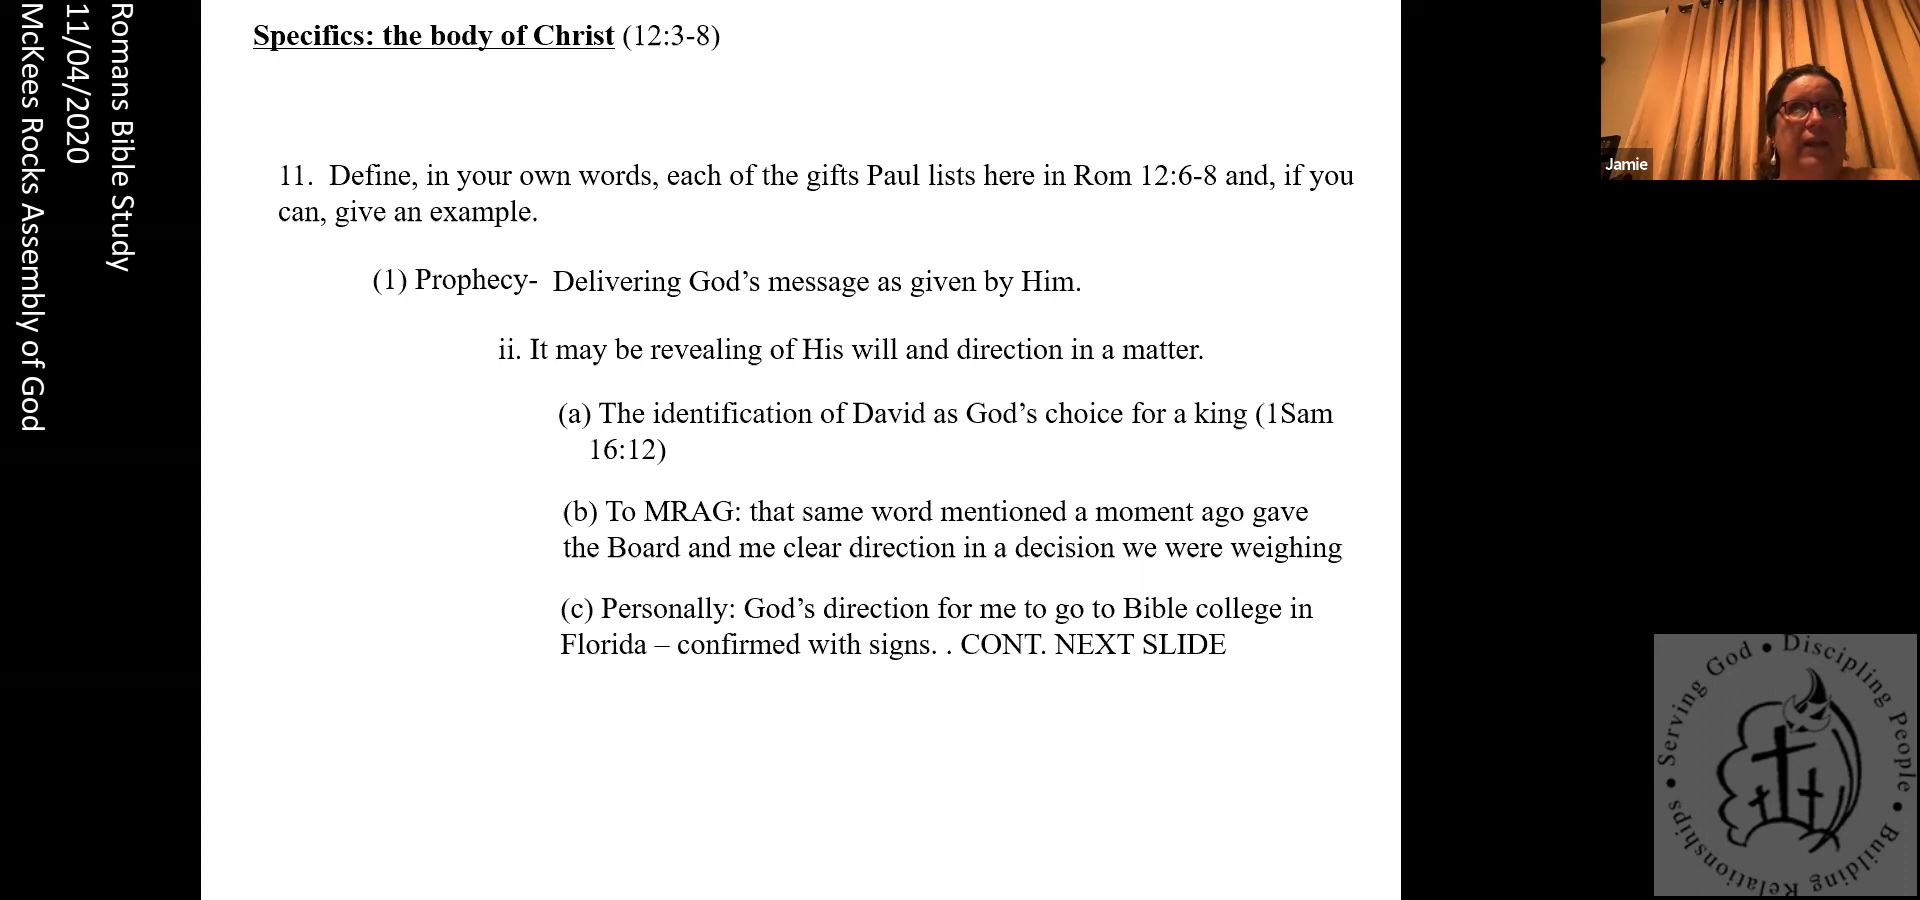 Romans Bible Study
11/04/2020
McKees Rocks Assembly of God
Specifics: the body of Christ (12:3-8)
11. Define, in your own words, each of the gifts Paul lists here in Rom 12:6-8 and, if you
can, give an example.
(1) Prophecy- Delivering God’s message as given by Him.
ii. It may be revealing of His will and direction in a matter.
(a) The identification of David as God’s choice for a king (1Sam
16:12)
(b) To MRAG: that same word mentioned a moment ago gave
the Board and me clear direction in a decision we were weighing
(c) Personally: God’s direction for me to go to Bible college in
Florida – confirmed with signs. . CONT. NEXT SLIDE
Jamie
Serving God • Discipling People • Building Relationships •